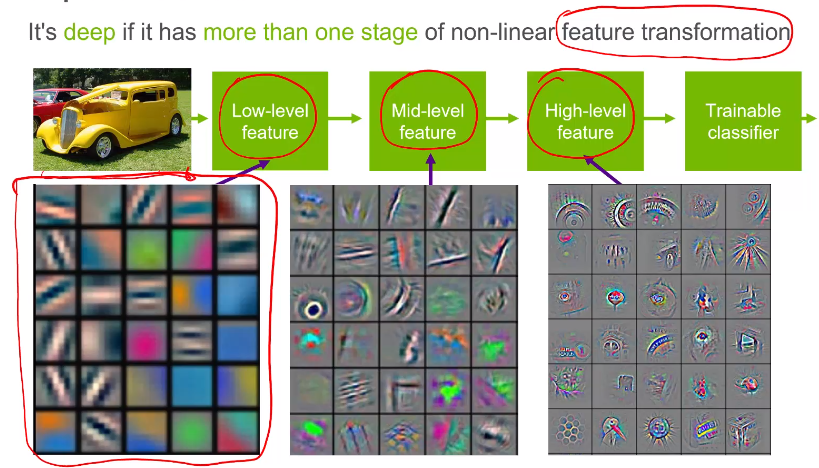 It's deep if it has more than one stage of non-linear feature transformation
Low-level
feature
Mid-level
feature
High-level
feature
Trainable
classifier